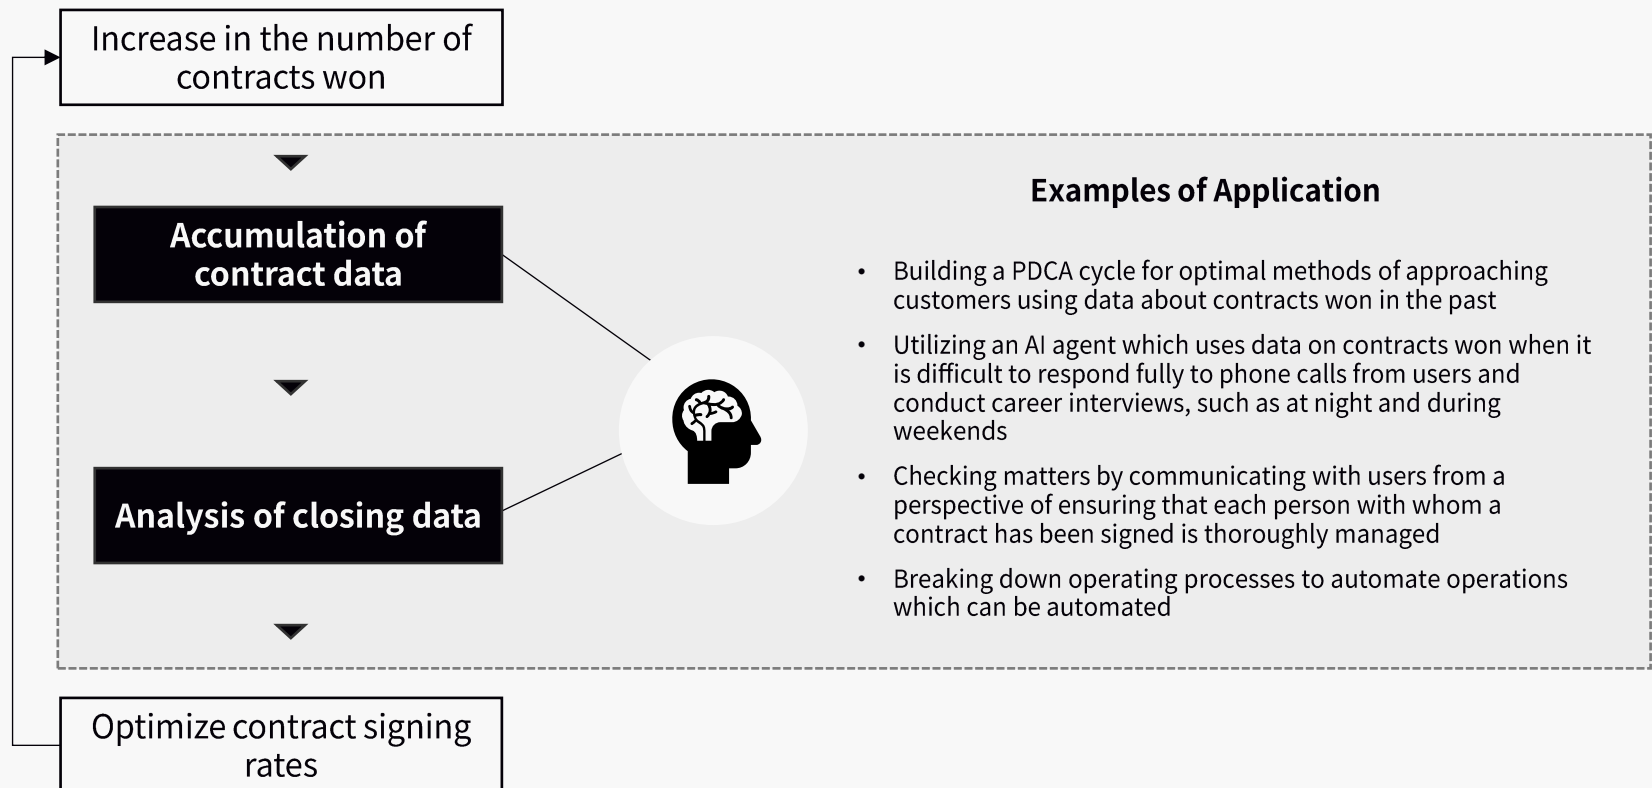 Increase in the number of
contracts won
Accumulation of
contract data
Analysis of closing data
Optimize contract signing
rates
Examples of Application
• Building a PDCA cycle for optimal methods of approaching
customers using data about contracts won in the past
• Utilizing an AI agent which uses data on contracts won when it
is difficult to respond fully to phone calls from users and
conduct career interviews, such as at night and during
weekends
• Checking matters by communicating with users from a
perspective of ensuring that each person with whom a
contract has been signed is thoroughly managed
• Breaking down operating processes to automate operations
which can be automated